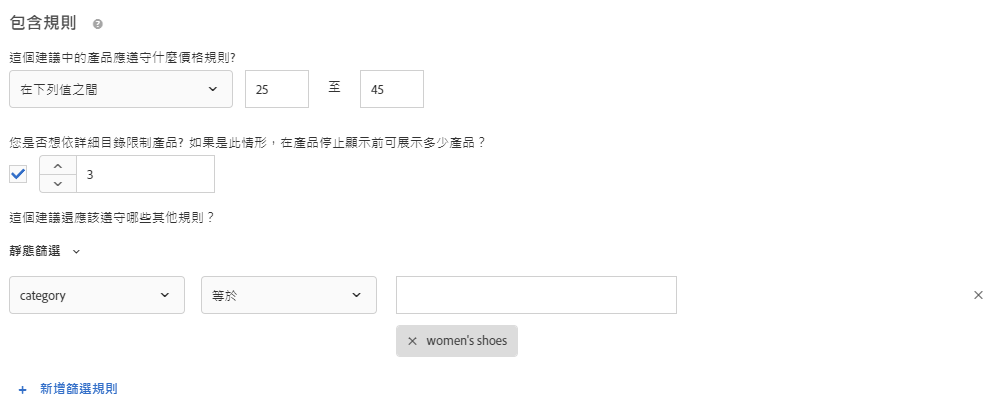 包含規則
這個建議中的產品應遵守什麼價格規則?
在下列值之間 25 至 45
您是否想依詳細目錄限制產品? 如果是此情形，在產品停止顯示前可展示多少產品？
3
這個建議還應該遵守哪些其他規則？
靜態篩選
category 等於
× women's shoes
+ 新增篩選規則